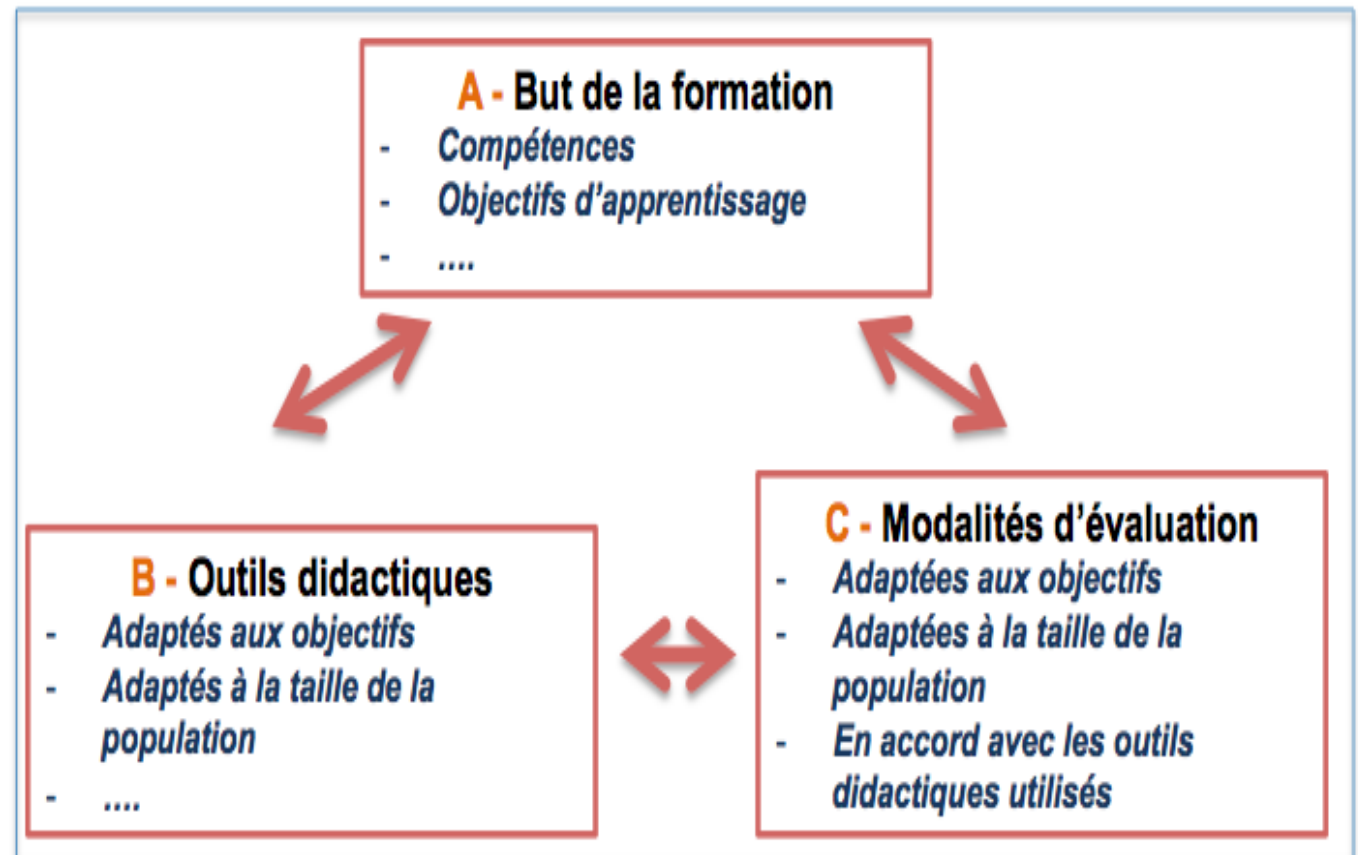 A - But de la formation
- Compétences
- Objectifs d’apprentissage
- ....
B - Outils didactiques
- Adaptés aux objectifs
- Adaptés à la taille de la
population
- ....
C - Modalités d’évaluation
- Adaptées aux objectifs
- Adaptées à la taille de la
population
- En accord avec les outils
didactiques utilisés